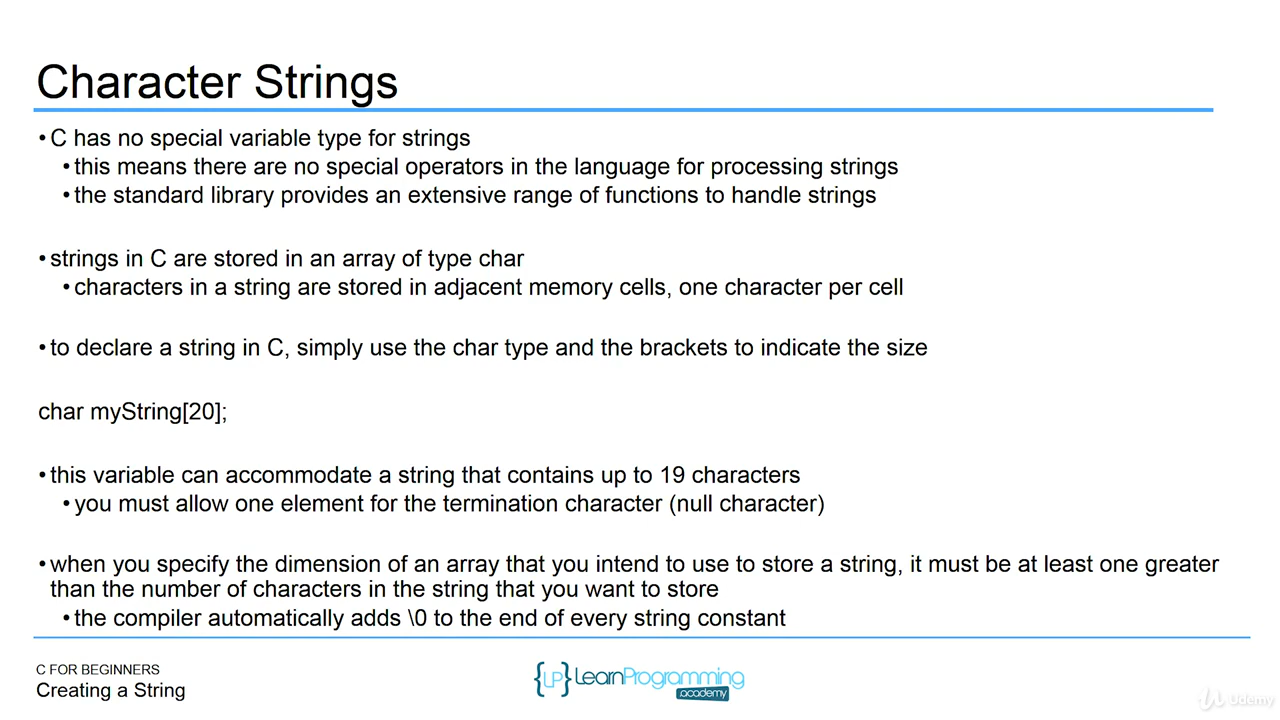 Character Strings
• C has no special variable type for strings
• this means there are no special operators in the language for processing strings
• the standard library provides an extensive range of functions to handle strings
• strings in C are stored in an array of type char
• characters in a string are stored in adjacent memory cells, one character per cell
• to declare a string in C, simply use the char type and the brackets to indicate the size
char myString[20];
• this variable can accommodate a string that contains up to 19 characters
• you must allow one element for the termination character (null character)
• when you specify the dimension of an array that you intend to use to store a string, it must be at least one greater
than the number of characters in the string that you want to store
• the compiler automatically adds \0 to the end of every string constant
C FOR BEGINNERS
Creating a String
{LP} LearnProgramming
.academy
Udemy